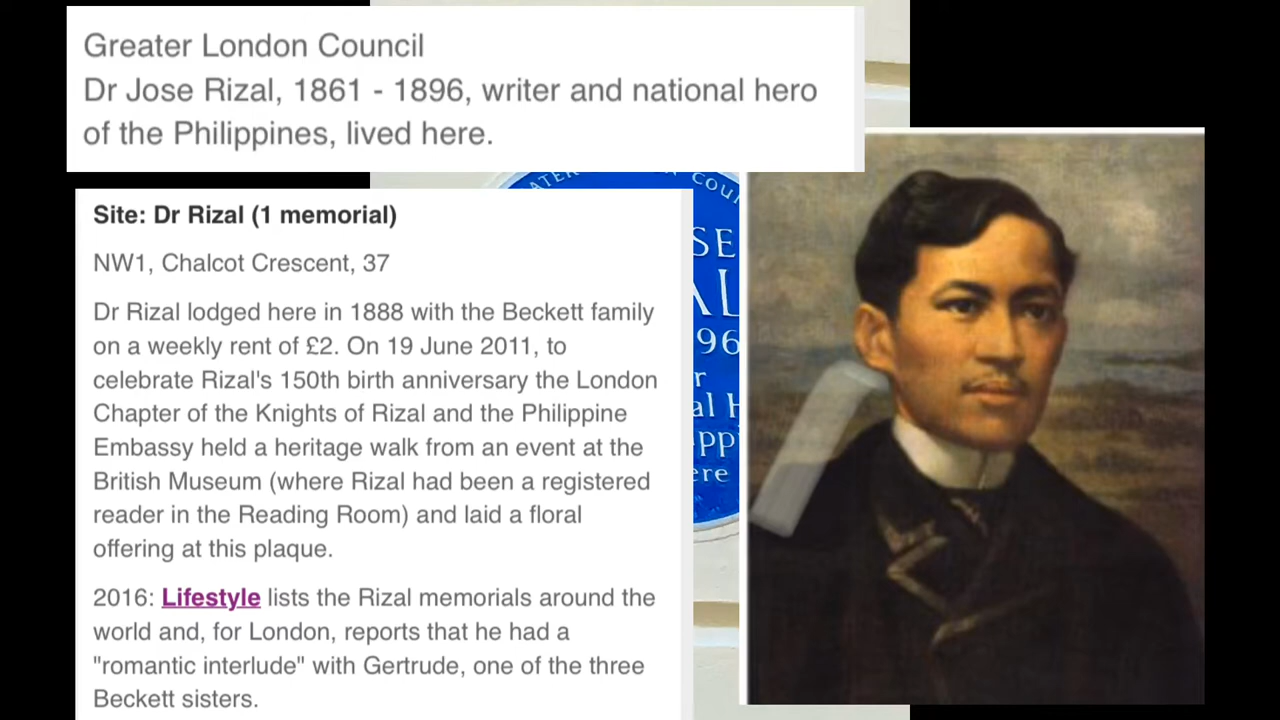 Greater London Council
Dr Jose Rizal, 1861 - 1896, writer and national hero
of the Philippines, lived here.
Site: Dr Rizal (1 memorial)
NW1, Chalcot Crescent, 37
Dr Rizal lodged here in 1888 with the Beckett family
on a weekly rent of £2. On 19 June 2011, to
celebrate Rizal's 150th birth anniversary the London
Chapter of the Knights of Rizal and the Philippine
Embassy held a heritage walk from an event at the
British Museum (where Rizal had been a registered
reader in the Reading Room) and laid a floral
offering at this plaque.
2016: Lifestyle lists the Rizal memorials around the
world and, for London, reports that he had a
"romantic interlude" with Gertrude, one of the three
Beckett sisters.